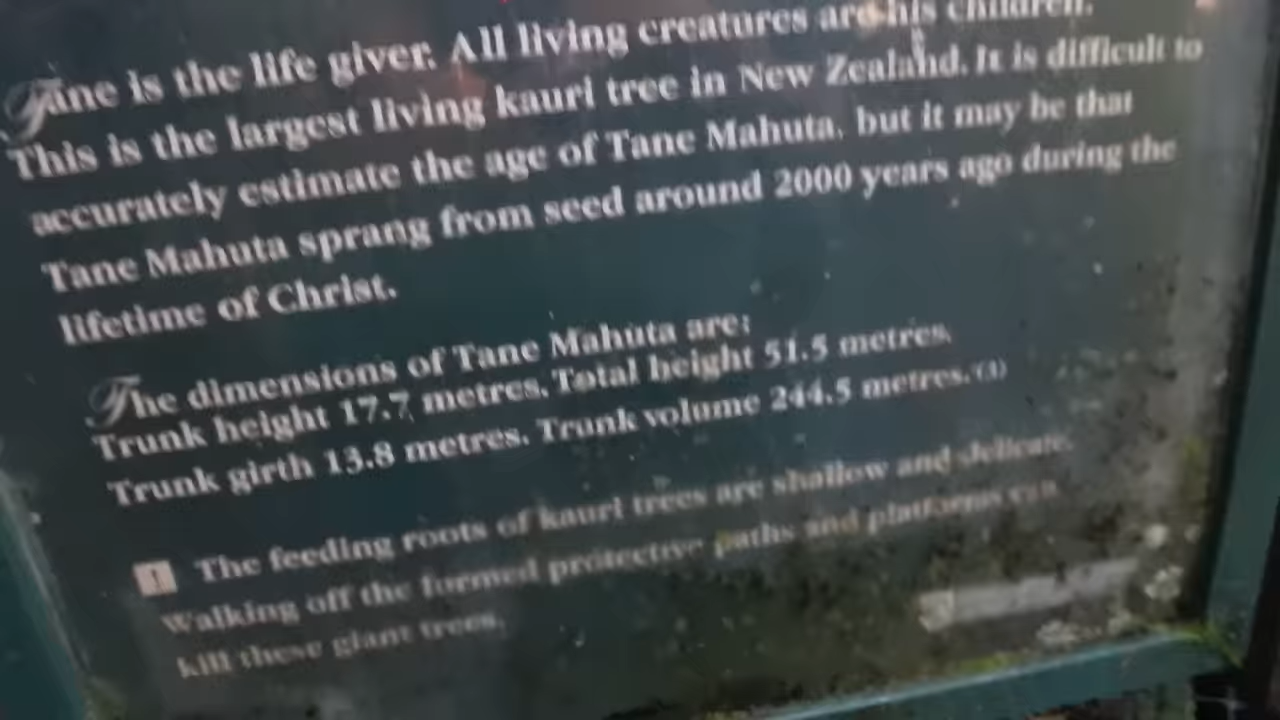 Tane is the life giver. All living creatures are his children.
This is the largest living kauri tree in New Zealand. It is difficult to
accurately estimate the age of Tane Mahuta, but it may be that
Tane Mahuta sprang from seed around 2000 years ago during the
lifetime of Christ.
The dimensions of Tane Mahuta are:
Trunk height 17.7 metres. Total height 51.5 metres.
Trunk girth 13.8 metres. Trunk volume 244.5 metres.(3)
! The feeding roots of kauri trees are shallow and delicate.
Walking off the formed protective paths and platforms can
kill these giant trees.